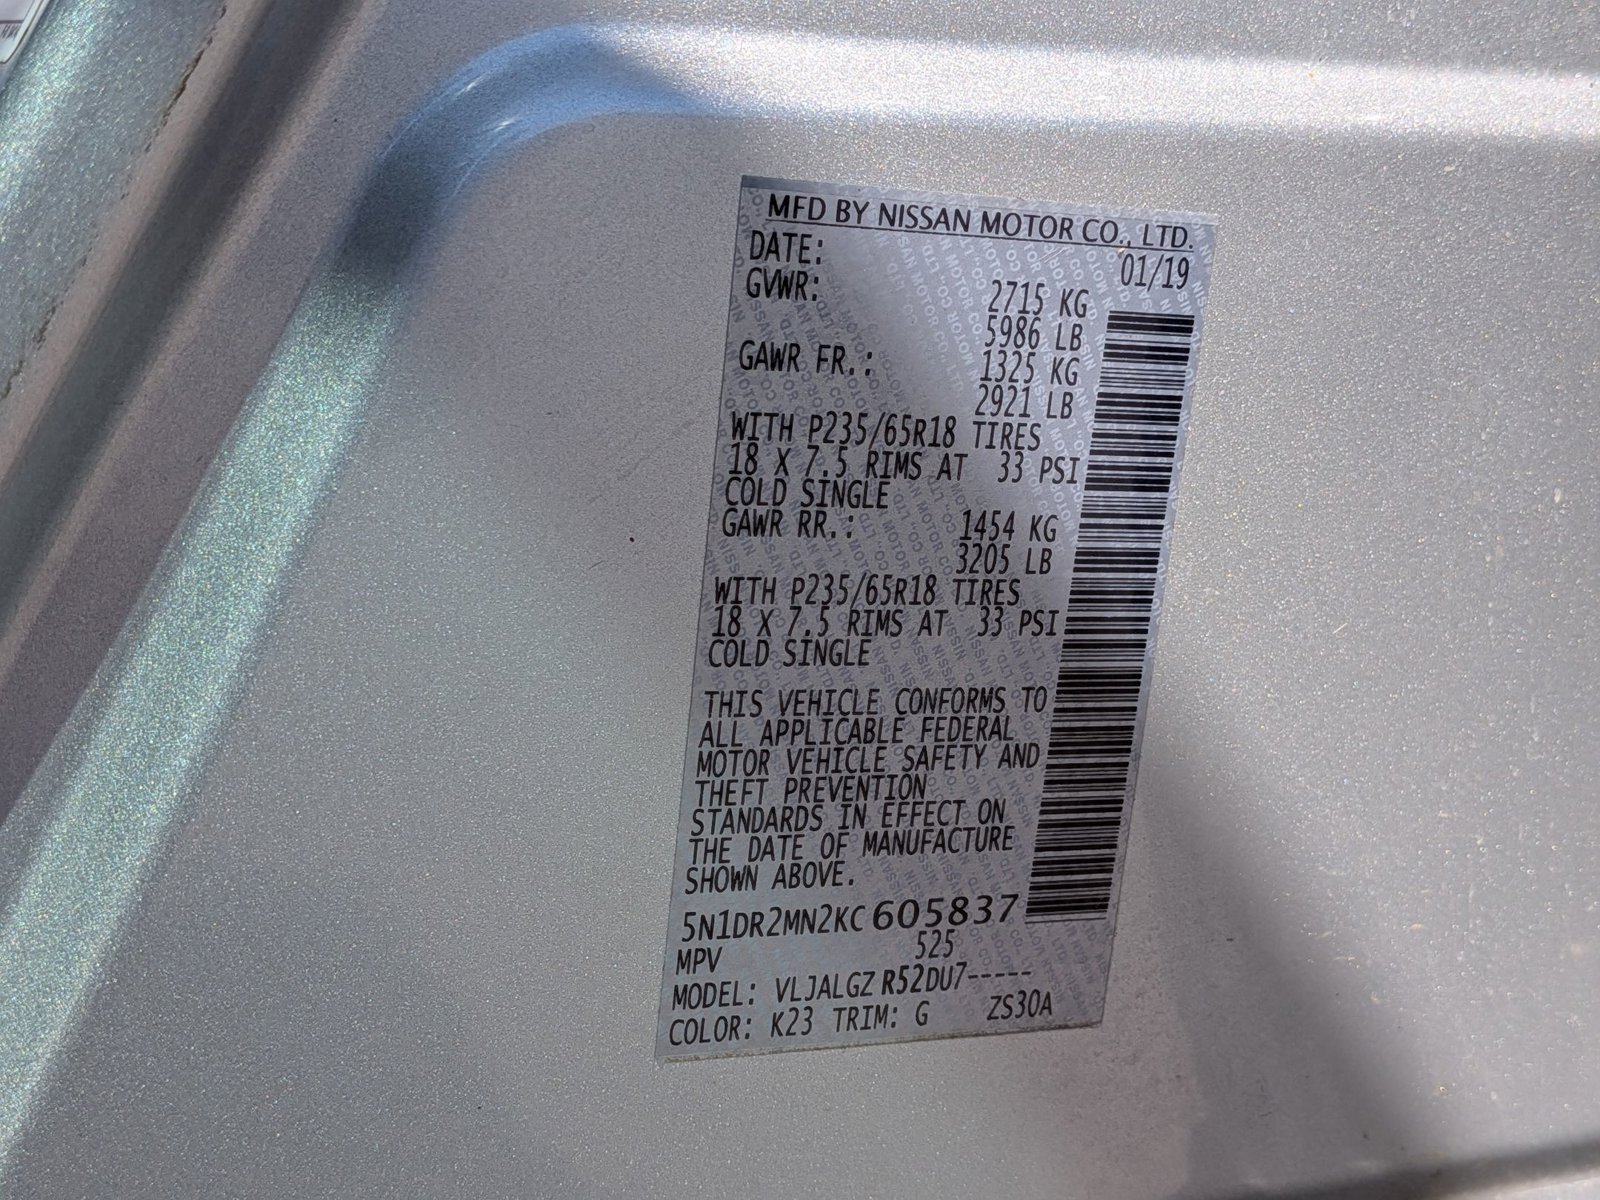 MFD BY NISSAN MOTOR CO., LTD.
DATE: 01/19
GVWR: 2715 KG
5986 LB
GAWR FR.: 1325 KG
2921 LB
WITH P235/65R18 TIRES
18 X 7.5 RIMS AT 33 PSI
COLD SINGLE
GAWR RR.: 1454 KG
3205 LB
WITH P235/65R18 TIRES
18 X 7.5 RIMS AT 33 PSI
COLD SINGLE
THIS VEHICLE CONFORMS TO
ALL APPLICABLE FEDERAL
MOTOR VEHICLE SAFETY AND
THEFT PREVENTION
STANDARDS IN EFFECT ON
THE DATE OF MANUFACTURE
SHOWN ABOVE.
5N1DR2MN2KC605837
MPV 525
MODEL: VLJALGZ R52DU7-----
COLOR: K23 TRIM: G ZS30A